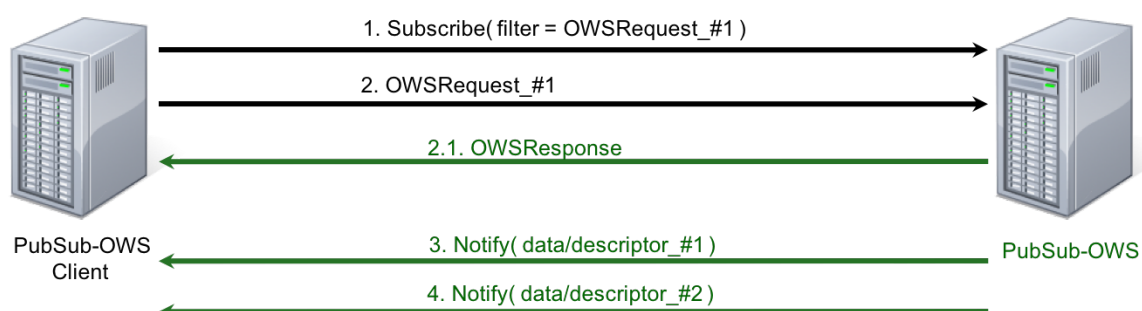 1. Subscribe( filter = OWSRequest_#1 )
2. OWSRequest_#1
2.1. OWSResponse
PubSub-OWS
Client
3. Notify( data/descriptor_#1 )
PubSub-OWS
4. Notify( data/descriptor_#2 )